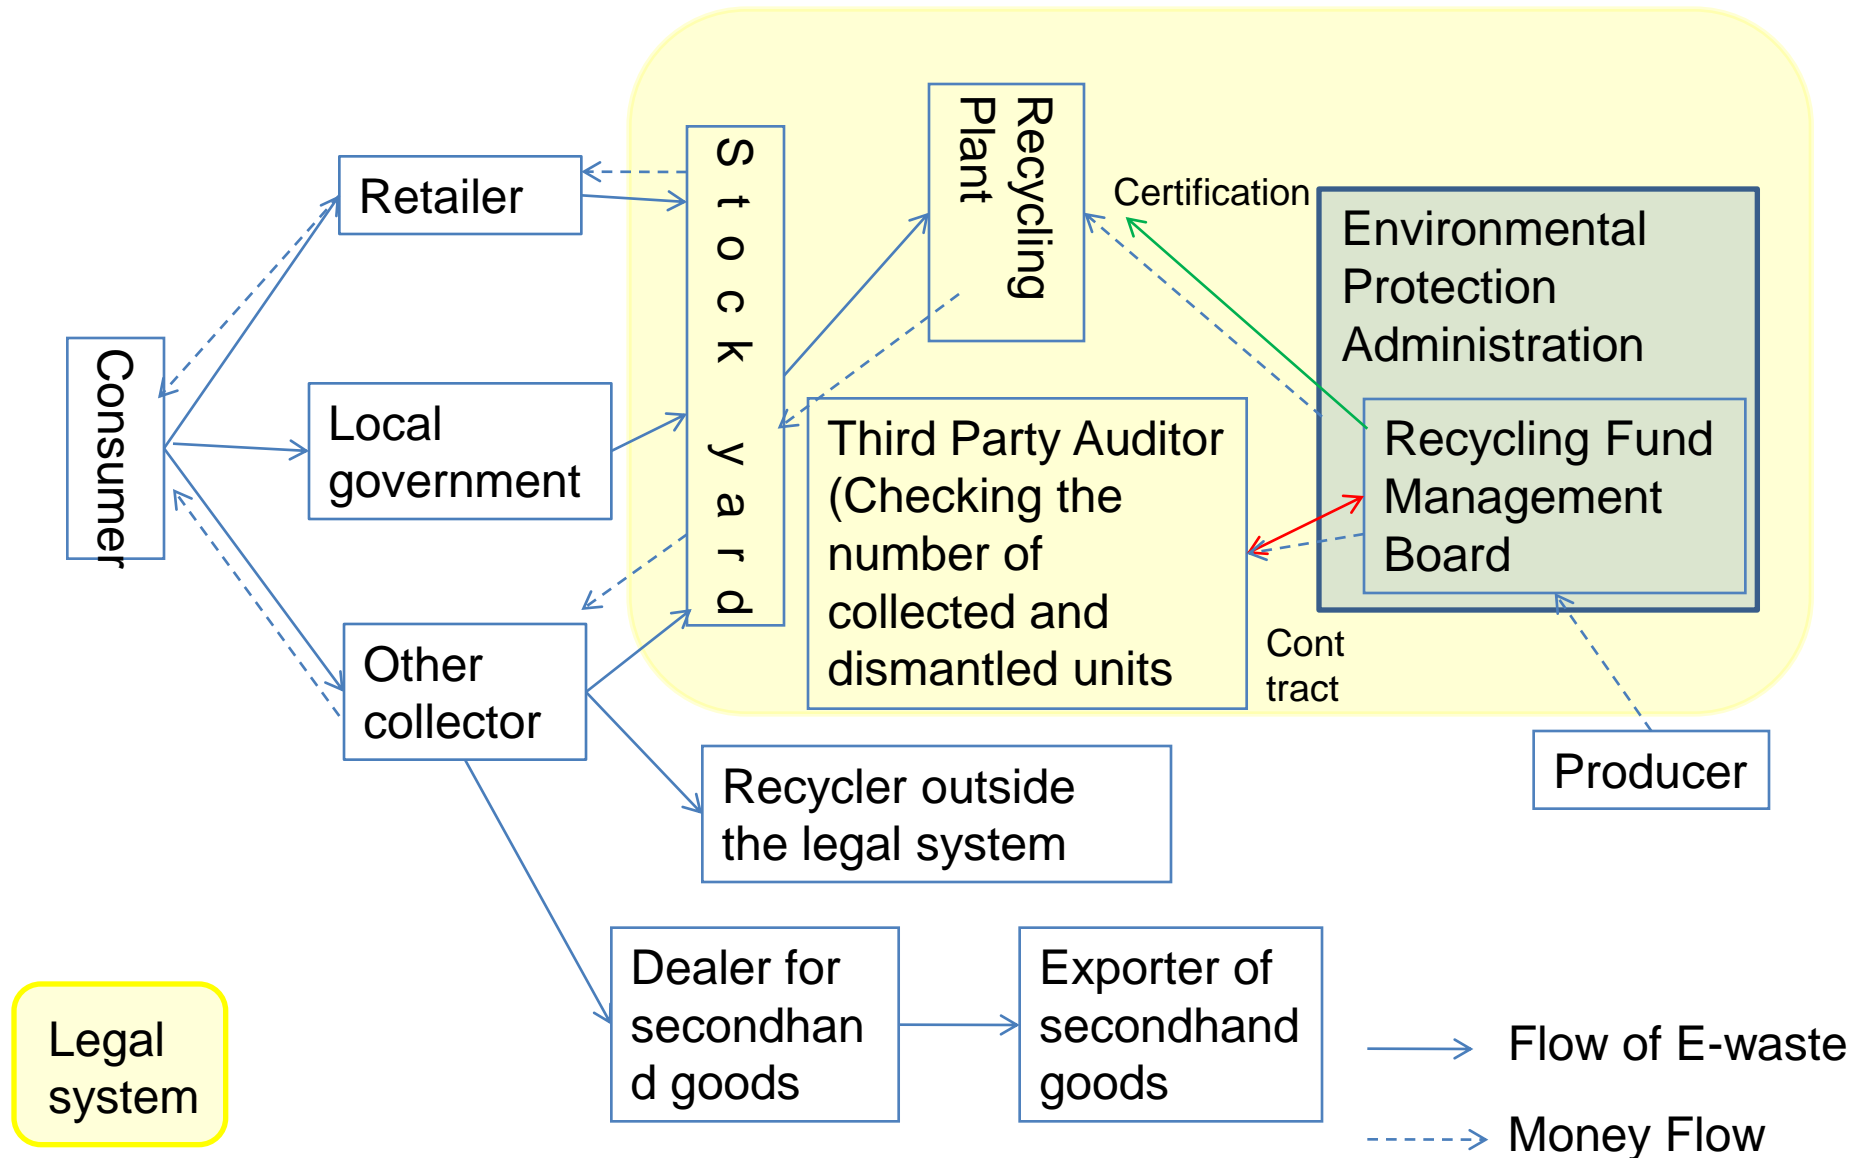 Recycling
Plant
Stock yard
Certification
Retailer
Environmental
Protection
Administration
Consumer
Local
government
Third Party Auditor
(Checking the
number of
collected and
dismantled units
Recycling Fund
Management
Board
Other
collector
Cont
tract
Producer
Recycler outside
the legal system
Dealer for
secondhan
d goods
Exporter of
secondhand
goods
Legal
system
Flow of E-waste
Money Flow